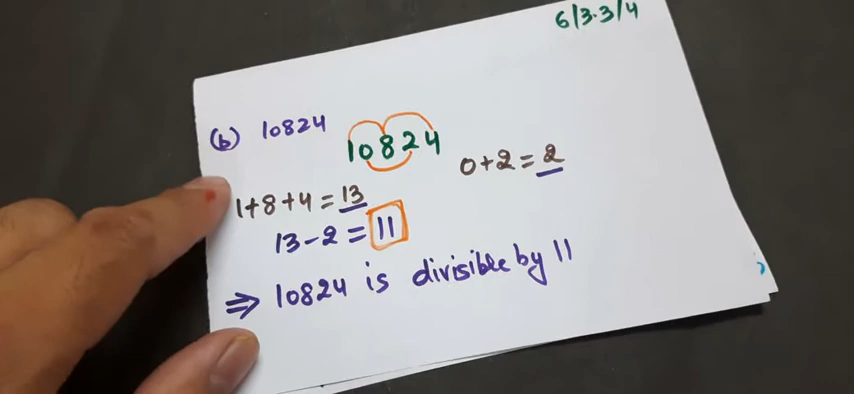 6/3.3/4
(b) 10824
10824
0+2=2
1+8+4=13
13-2=11
⇒ 10824 is divisible by 11